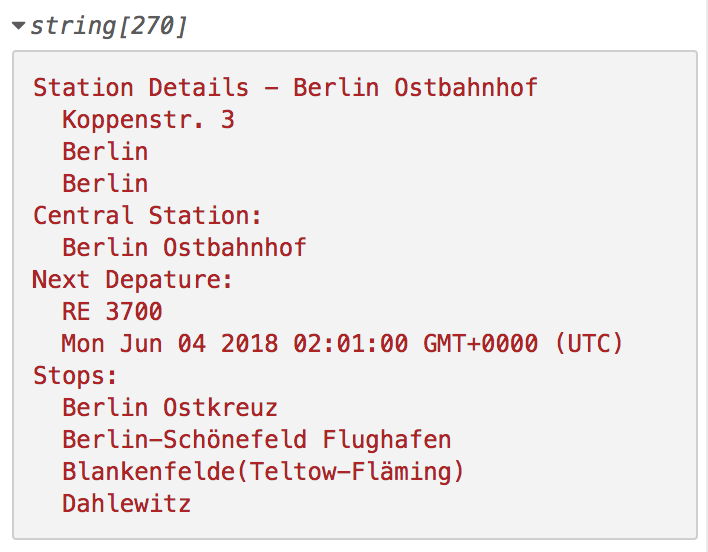 string[270]
Station Details - Berlin Ostbahnhof
Koppenstr. 3
Berlin
Berlin
Central Station:
Berlin Ostbahnhof
Next Depature:
RE 3700
Mon Jun 04 2018 02:01:00 GMT+0000 (UTC)
Stops:
Berlin Ostkreuz
Berlin-Schönefeld Flughafen
Blankenfelde(Teltow-Fläming)
Dahlewitz